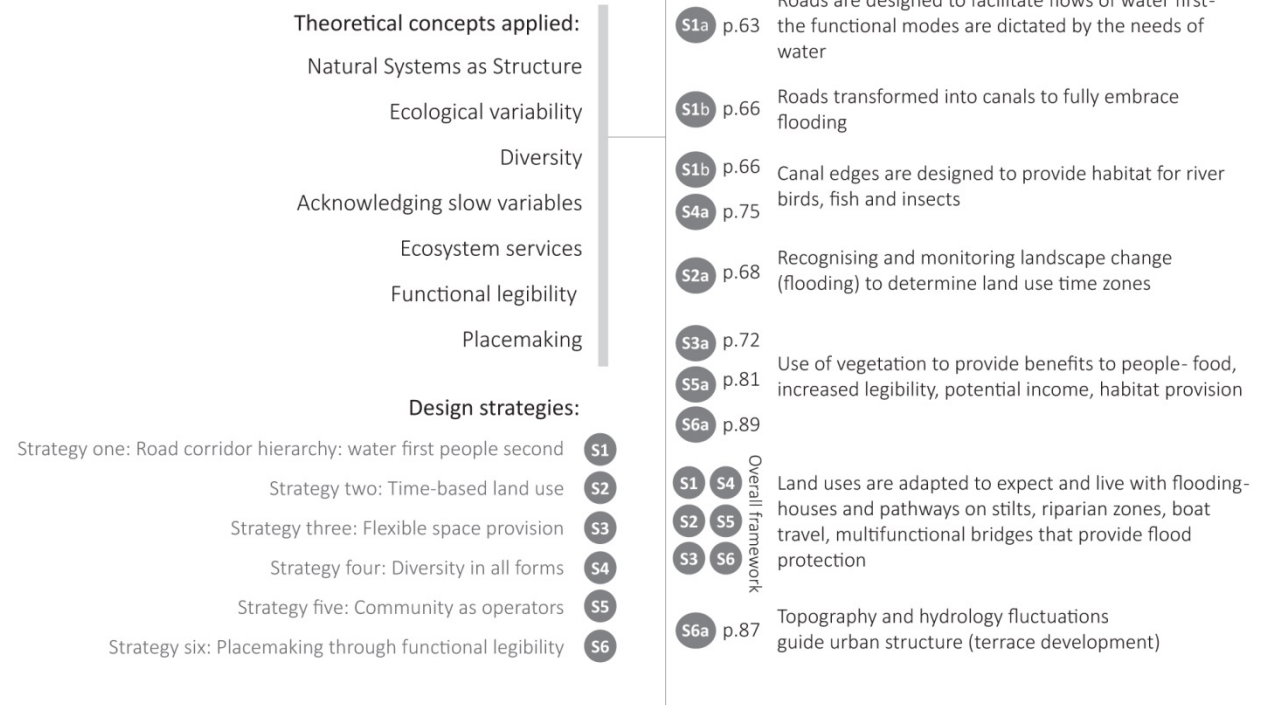 Theoretical concepts applied:
Natural Systems as Structure
Ecological variability
Diversity
Acknowledging slow variables
Ecosystem services
Functional legibility
Placemaking
Design strategies:
Strategy one: Road corridor hierarchy: water first people second S1
Strategy two: Time-based land use S2
Strategy three: Flexible space provision S3
Strategy four: Diversity in all forms S4
Strategy five: Community as operators S5
Strategy six: Placemaking through functional legibility S6
Roads are designed to facilitate flows of water first-
S1a p.63 the functional modes are dictated by the needs of
water
S1b p.66 Roads transformed into canals to fully embrace
flooding
S1b p.66
S4a p.75
Canal edges are designed to provide habitat for river
birds, fish and insects
S2a p.68 Recognising and monitoring landscape change
(flooding) to determine land use time zones
S3a p.72
S5a p.81
S6a p.89
Use of vegetation to provide benefits to people- food,
increased legibility, potential income, habitat provision
S1 S4
S2 S5
S3 S6
Overall framework
Land uses are adapted to expect and live with flooding-
houses and pathways on stilts, riparian zones, boat
travel, multifunctional bridges that provide flood
protection
S6a p.87 Topography and hydrology fluctuations
guide urban structure (terrace development)